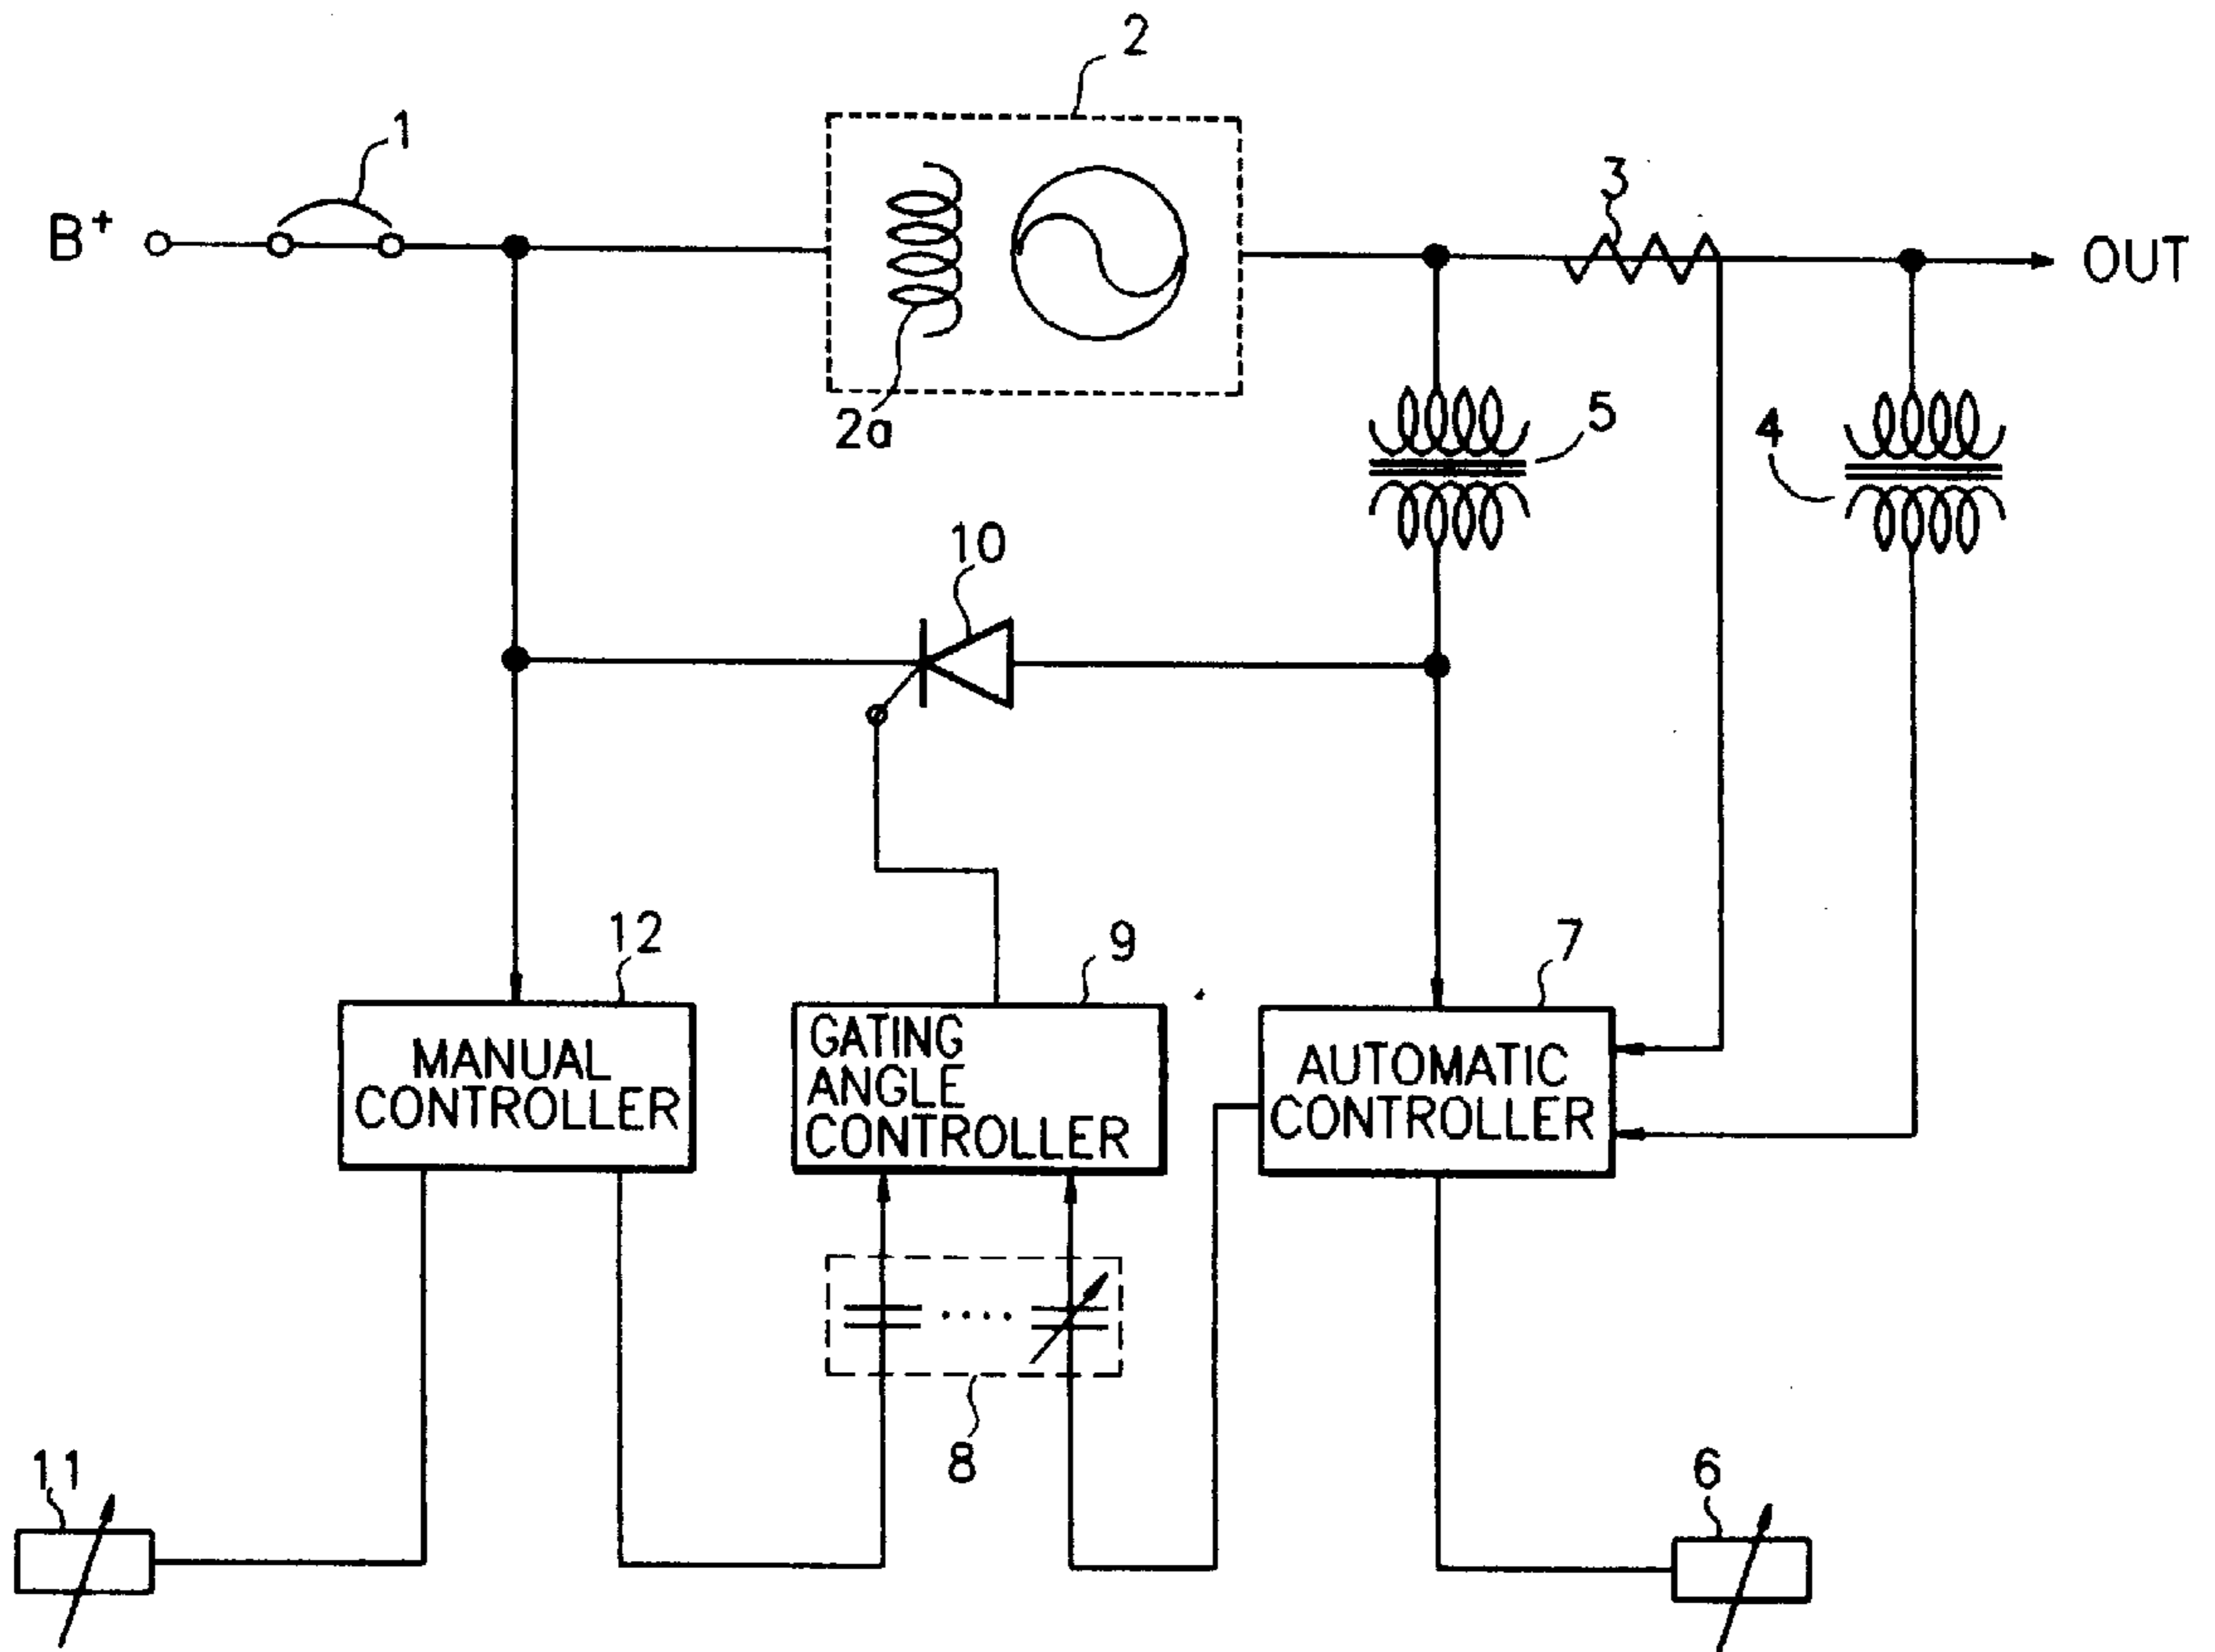 2
1
3
B+
OUT
2a
5
4
10
12
9
7
MANUAL
CONTROLLER
GATING
ANGLE
CONTROLLER
AUTOMATIC
CONTROLLER
8
11
6